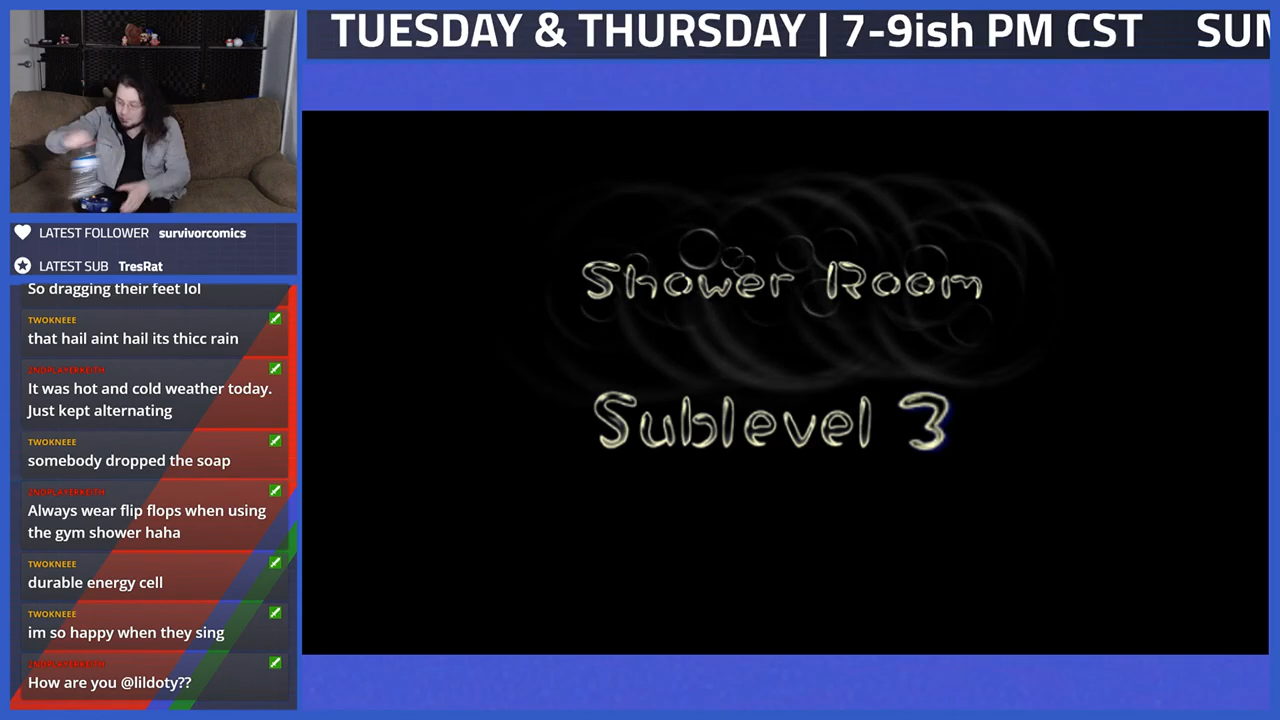 TUESDAY & THURSDAY | 7-9ish PM CST SUN
LATEST FOLLOWER survivorcomics
LATEST SUB TresRat
So dragging their feet lol
TWOKNEEE
that hail aint hail its thicc rain
2NDPLAYERKEITH
It was hot and cold weather today.
Just kept alternating
TWOKNEEE
somebody dropped the soap
2NDPLAYERKEITH
Always wear flip flops when using
the gym shower haha
TWOKNEEE
durable energy cell
TWOKNEEE
im so happy when they sing
2NDPLAYERKEITH
How are you @lildoty??
Shower Room
Sublevel 3